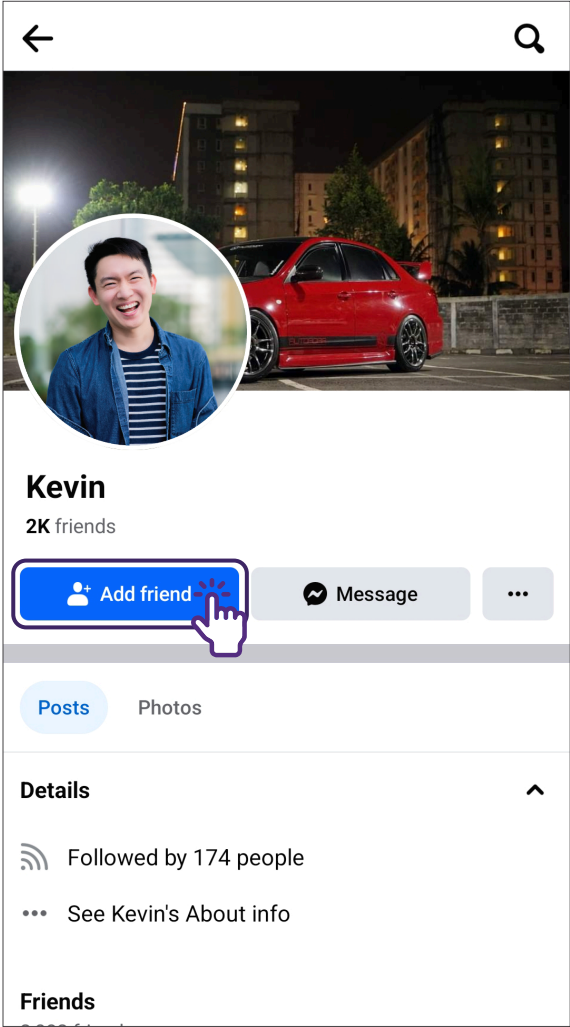 Kevin
2K friends
Add friend
Message
Posts
Photos
Details
Followed by 174 people
See Kevin's About info
Friends